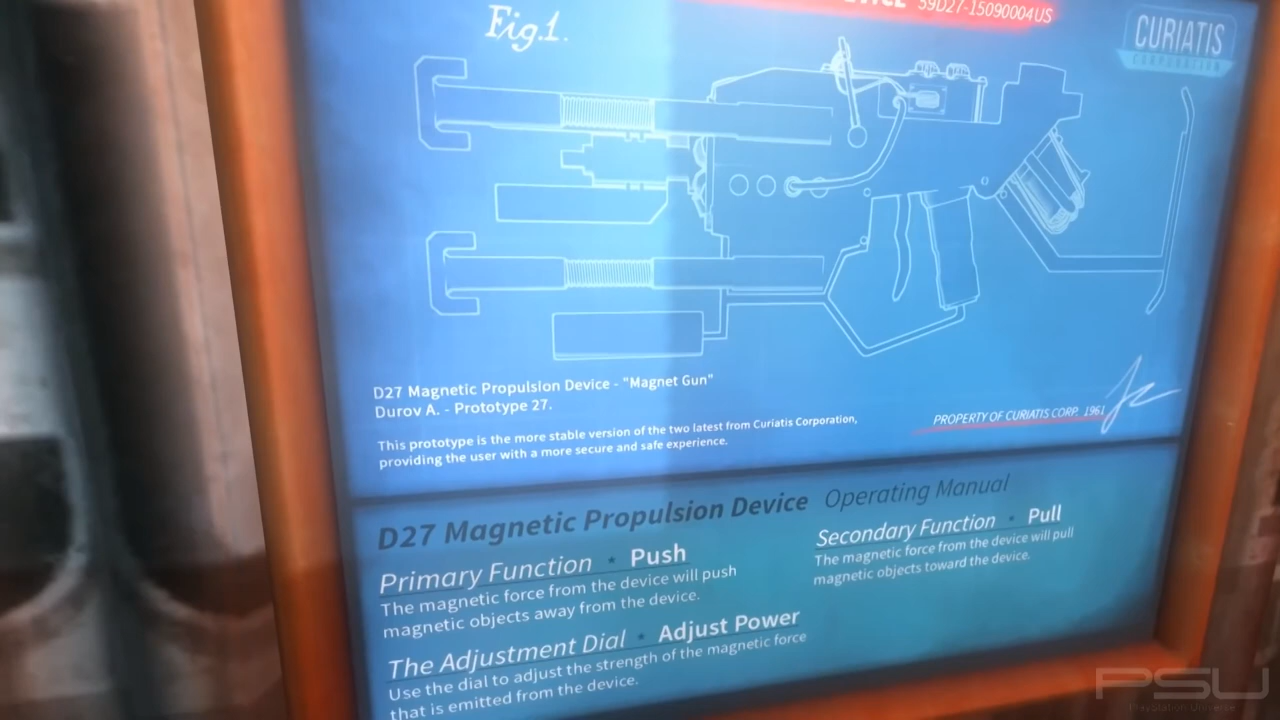 59D27-15090004US
Fig.1.
CURIATIS
CORPORATION
D27 Magnetic Propulsion Device - "Magnet Gun"
Durov A. - Prototype 27.
This prototype is the more stable version of the two latest from Curiatis Corporation,
providing the user with a more secure and safe experience.
PROPERTY OF CURIATIS CORP. 1961
D27 Magnetic Propulsion Device Operating Manual
Primary Function • Push
The magnetic force from the device will push
magnetic objects away from the device.
Secondary Function • Pull
The magnetic force from the device will pull
magnetic objects toward the device.
The Adjustment Dial • Adjust Power
Use the dial to adjust the strength of the magnetic force
that is emitted from the device.
PSU
PlayStation Universe